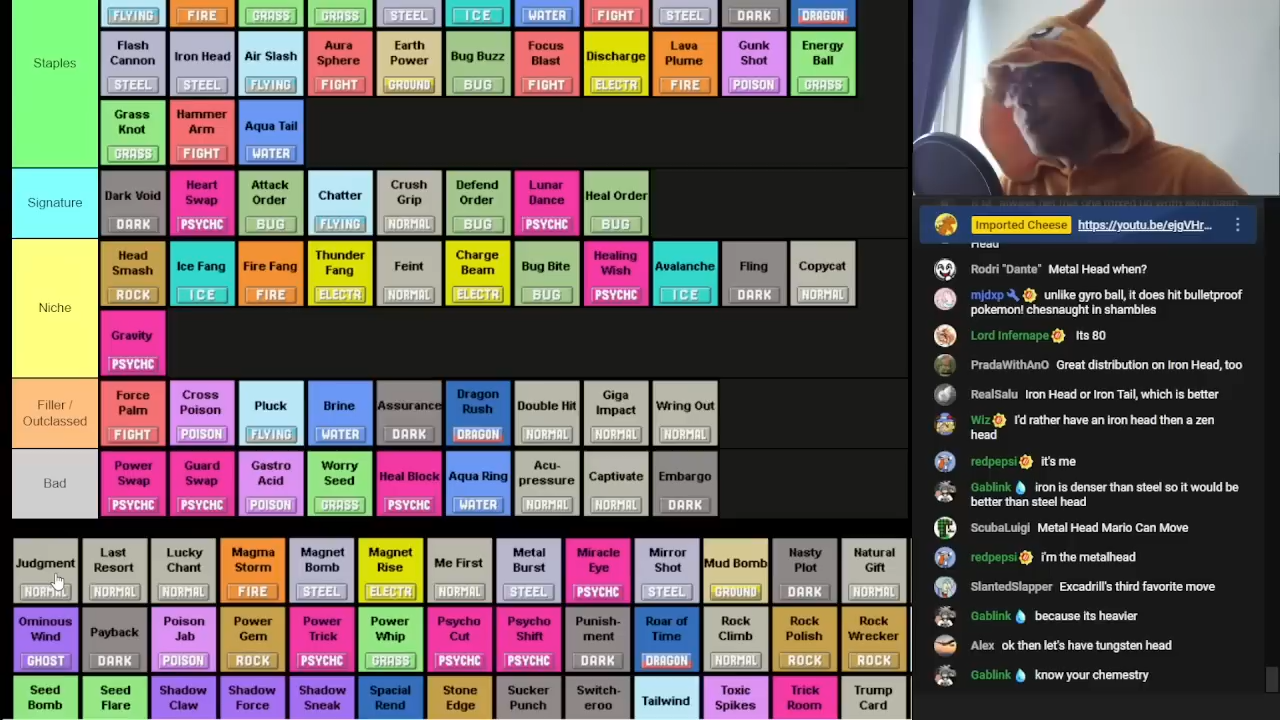 FLYING FIRE GRASS GRASS STEEL ICE WATER FIGHT STEEL DARK DRAGON
Staples
Flash Cannon Iron Head Air Slash Aura Sphere Earth Power Bug Buzz Focus Blast Discharge Lava Plume Gunk Shot Energy Ball
STEEL STEEL FLYING FIGHT GROUND BUG FIGHT ELECTR FIRE POISON GRASS
Grass Knot Hammer Arm Aqua Tail
GRASS FIGHT WATER
Signature
Dark Void Heart Swap Attack Order Chatter Crush Grip Defend Order Lunar Dance Heal Order
DARK PSYCHC BUG FLYING NORMAL BUG PSYCHC BUG
Niche
Head Smash Ice Fang Fire Fang Thunder Fang Feint Charge Beam Bug Bite Healing Wish Avalanche Fling Copycat
ROCK ICE FIRE ELECTR NORMAL ELECTR BUG PSYCHC ICE DARK NORMAL
Gravity
PSYCHC
Filler / Outclassed
Force Palm Cross Poison Pluck Brine Assurance Dragon Rush Double Hit Giga Impact Wring Out
FIGHT POISON FLYING WATER DARK DRAGON NORMAL NORMAL NORMAL
Bad
Power Swap Guard Swap Gastro Acid Worry Seed Heal Block Aqua Ring Acu-pressure Captivate Embargo
PSYCHC PSYCHC POISON GRASS PSYCHC WATER NORMAL NORMAL DARK
Judgment Last Resort Lucky Chant Magma Storm Magnet Bomb Magnet Rise Me First Metal Burst Miracle Eye Mirror Shot Mud Bomb Nasty Plot Natural Gift
NORMAL NORMAL NORMAL FIRE STEEL ELECTR NORMAL STEEL PSYCHC STEEL GROUND DARK NORMAL
Ominous Wind Payback Poison Jab Power Gem Power Trick Power Whip Psycho Cut Psycho Shift Punish-ment Roar of Time Rock Climb Rock Polish Rock Wrecker
GHOST DARK POISON ROCK PSYCHC GRASS PSYCHC PSYCHC DARK DRAGON NORMAL ROCK ROCK
Seed Bomb Seed Flare Shadow Claw Shadow Force Shadow Sneak Spacial Rend Stone Edge Sucker Punch Switch-eroo Tailwind Toxic Spikes Trick Room Trump Card
Imported Cheese https://youtu.be/ejgVHr...
Head
Rodri "Dante" Metal Head when?
mjdxp unlike gyro ball, it does hit bulletproof
pokemon! chesnaught in shambles
Lord Infernape Its 80
PradaWithAnO Great distribution on Iron Head, too
RealSalu Iron Head or Iron Tail, which is better
Wiz I'd rather have an iron head then a zen
head
redpepsi it's me
Gablink iron is denser than steel so it would be
better than steel head
ScubaLuigi Metal Head Mario Can Move
redpepsi i'm the metalhead
SlantedSlapper Excadrill's third favorite move
Gablink because its heavier
Alex ok then let's have tungsten head
Gablink know your chemestry